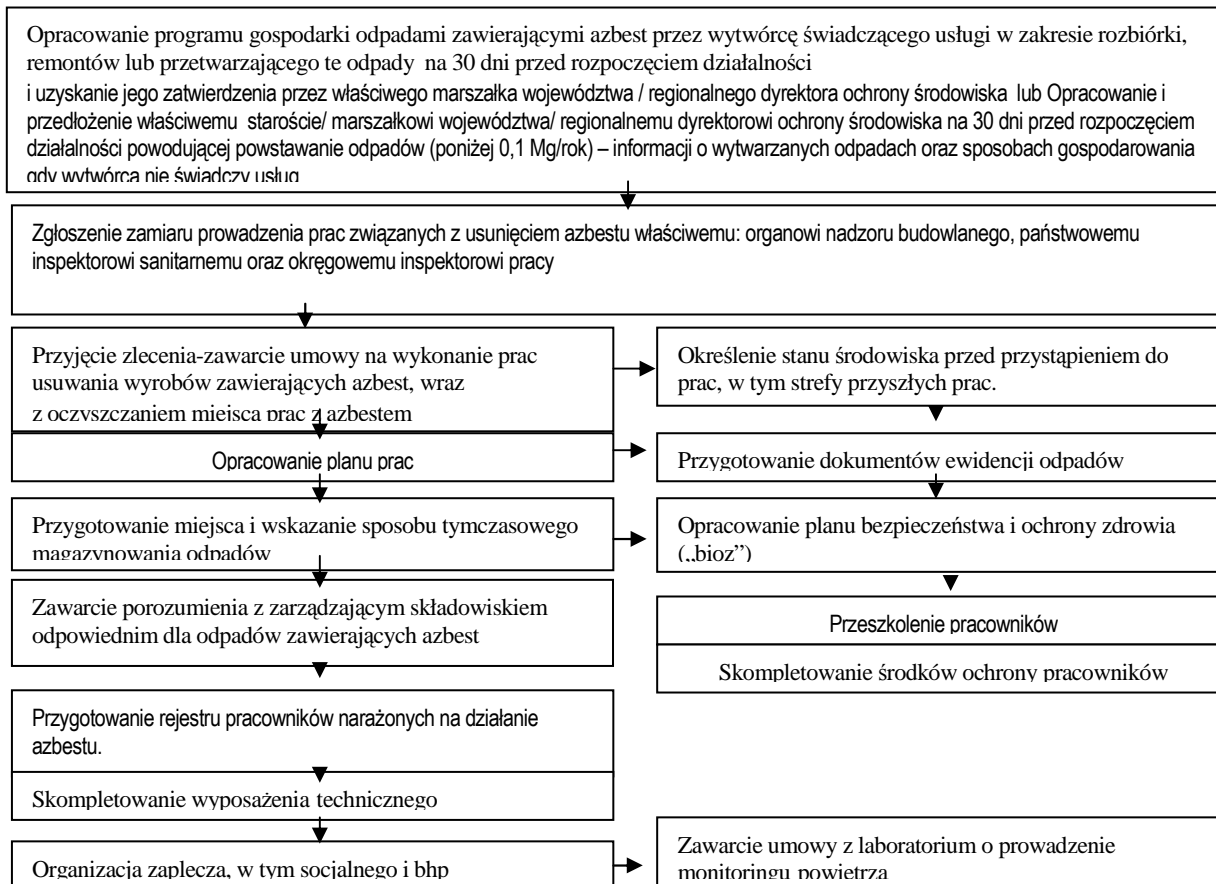 Opracowanie programu gospodarki odpadami zawierającymi azbest przez wytwórcę świadczącego usługi w zakresie rozbiórki,
remontów lub przetwarzającego te odpady na 30 dni przed rozpoczęciem działalności
i uzyskanie jego zatwierdzenia przez właściwego marszałka województwa / regionalnego dyrektora ochrony środowiska lub Opracowanie i
przedłożenie właściwemu staroście/ marszałkowi województwa/ regionalnemu dyrektorowi ochrony środowiska na 30 dni przed rozpoczęciem
działalności powodującej powstawanie odpadów (poniżej 0,1 Mg/rok) – informacji o wytwarzanych odpadach oraz sposobach gospodarowania
gdy wytwórca nie świadczy usług
Zgłoszenie zamiaru prowadzenia prac związanych z usunięciem azbestu właściwemu: organowi nadzoru budowlanego, państwowemu
inspektorowi sanitarnemu oraz okręgowemu inspektorowi pracy
Przyjęcie zlecenia-zawarcie umowy na wykonanie prac
usuwania wyrobów zawierających azbest, wraz
z oczyszczaniem miejsca prac z azbestem
Określenie stanu środowiska przed przystąpieniem do
prac, w tym strefy przyszłych prac.
Opracowanie planu prac
Przygotowanie dokumentów ewidencji odpadów
Przygotowanie miejsca i wskazanie sposobu tymczasowego
magazynowania odpadów
Opracowanie planu bezpieczeństwa i ochrony zdrowia
(„bioz”)
Zawarcie porozumienia z zarządzającym składowiskiem
odpowiednim dla odpadów zawierających azbest
Przeszkolenie pracowników
Skompletowanie środków ochrony pracowników
Przygotowanie rejestru pracowników narażonych na działanie
azbestu.
Skompletowanie wyposażenia technicznego
Organizacja zaplecza, w tym socjalnego i bhp
Zawarcie umowy z laboratorium o prowadzenie
monitoringu powietrza